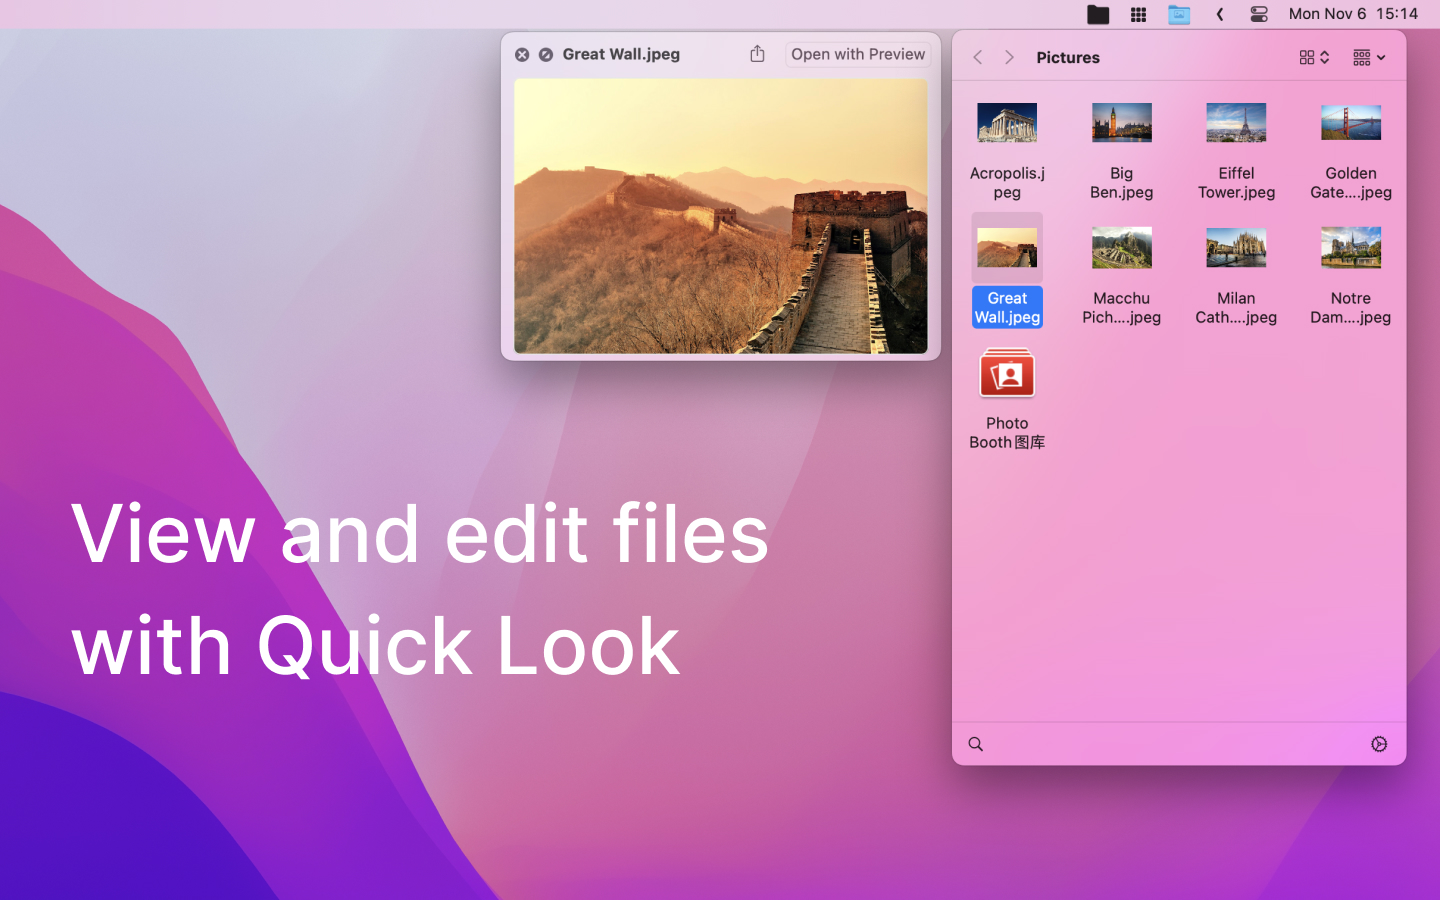 Mon Nov 6 15:14
Great Wall.jpeg
Open with Preview
Pictures
Acropolis.j
peg
Big
Ben.jpeg
Eiffel
Tower.jpeg
Golden
Gate....jpeg
Great
Wall.jpeg
Macchu
Pich....jpeg
Milan
Cath....jpeg
Notre
Dam....jpeg
Photo
Booth图库
View and edit files
with Quick Look